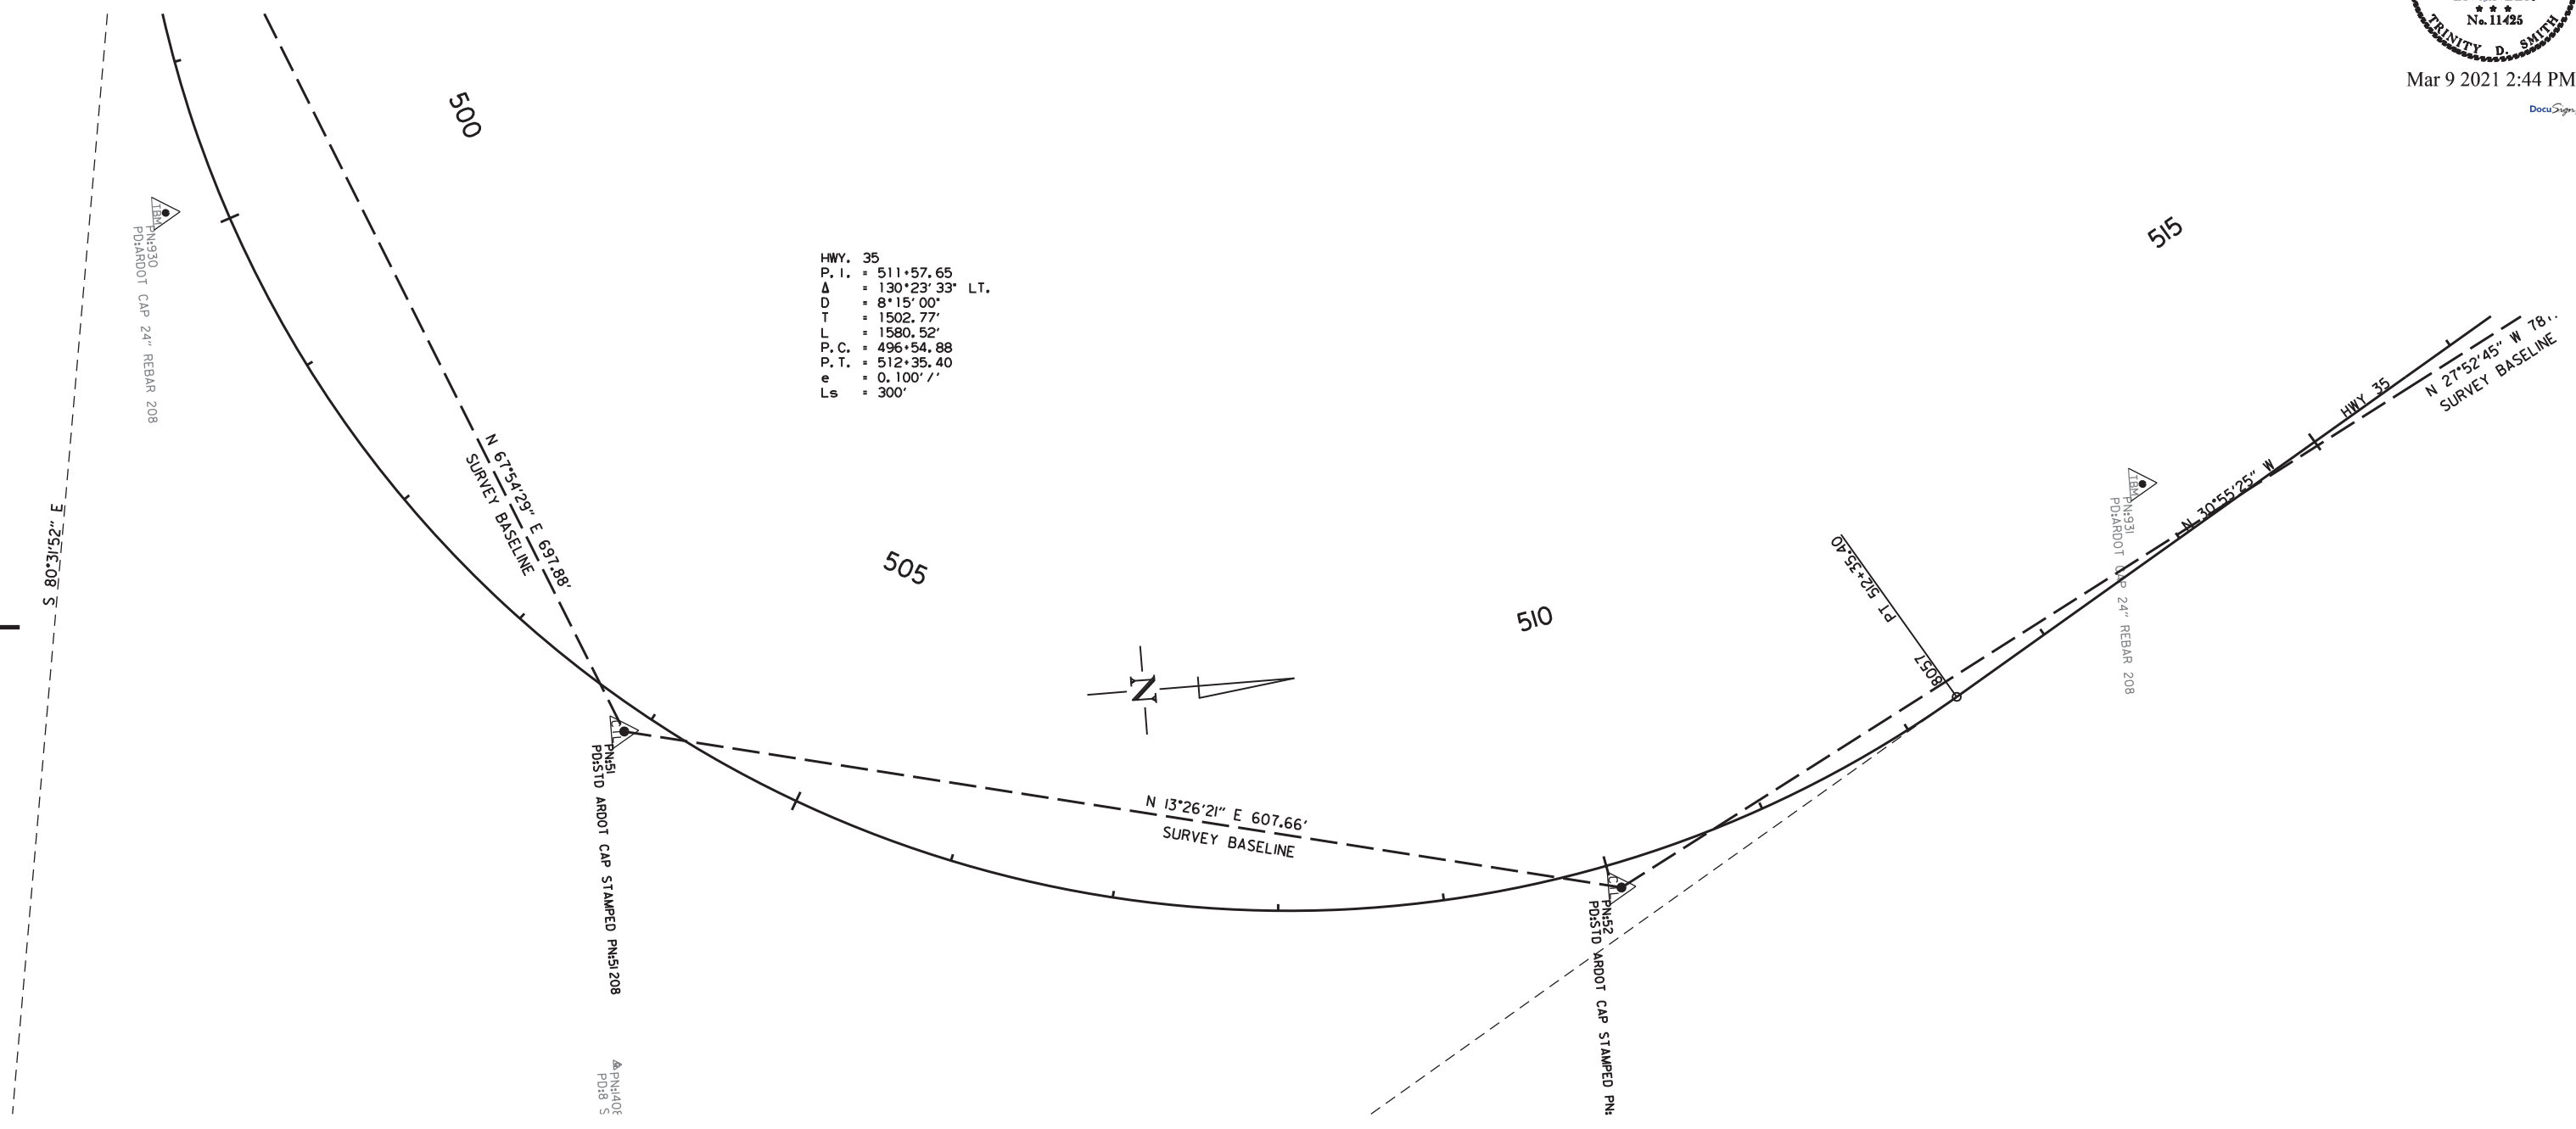 No. 11425
TRINITY D. SMITH
Mar 9 2021 2:44 PM
500
515
PN:930
PD:ARDOT CAP 24" REBAR 208
TBM
HWY. 35
P.I. = 511+57.65
Δ = 130°23'33" LT.
D = 8°15'00"
T = 1502.77'
L = 1580.52'
P.C. = 496+54.88
P.T. = 512+35.40
e = 0.100'/'
Ls = 300'
HWY 35
N 27°52'45" W 781.
SURVEY BASELINE
N 67°54'29" E 697.88'
SURVEY BASELINE
N 30°55'25" W
TBM
PN:931
PD:ARDOT CAP 24" REBAR 208
S 80°31'52" E
505
510
PT 512+35.40
8057
N
CTL
PN:51
PD:STD ARDOT CAP STAMPED PN:51 208
N 13°26'21" E 607.66'
SURVEY BASELINE
CTL
PN:52
PD:STD ARDOT CAP STAMPED PN:
PN:1408
PD:8 S